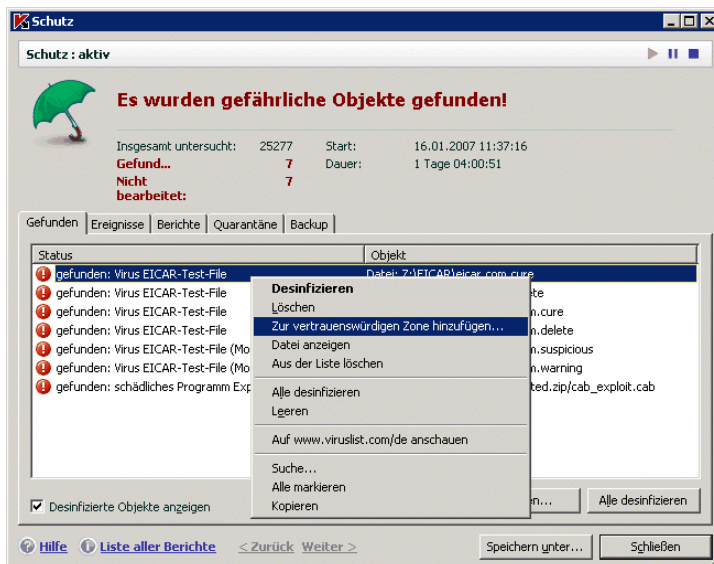 Schutz
Schutz : aktiv
Es wurden gefährliche Objekte gefunden!
Insgesamt untersucht: 25277 Start: 16.01.2007 11:37:16
Gefund... 7 Dauer: 1 Tage 04:00:51
Nicht bearbeitet: 7
Gefunden Ereignisse Berichte Quarantäne Backup
Status Objekt
gefunden: Virus EICAR-Test-File Datei: Z:\EICAR\eicar.com.cure
gefunden: Virus EICAR-Test-File
gefunden: Virus EICAR-Test-File m.cure
gefunden: Virus EICAR-Test-File m.delete
gefunden: Virus EICAR-Test-File (Mo m.suspicious
gefunden: Virus EICAR-Test-File (Mo m.warning
gefunden: schädliches Programm Exp ted.zip/cab_exploit.cab
Desinfizieren
Löschen
Zur vertrauenswürdigen Zone hinzufügen...
Datei anzeigen
Aus der Liste löschen
Alle desinfizieren
Leeren
Auf www.viruslist.com/de anschauen
Suche...
Alle markieren
Kopieren
Desinfizierte Objekte anzeigen
en... Alle desinfizieren
Hilfe Liste aller Berichte < Zurück Weiter > Speichern unter... Schließen